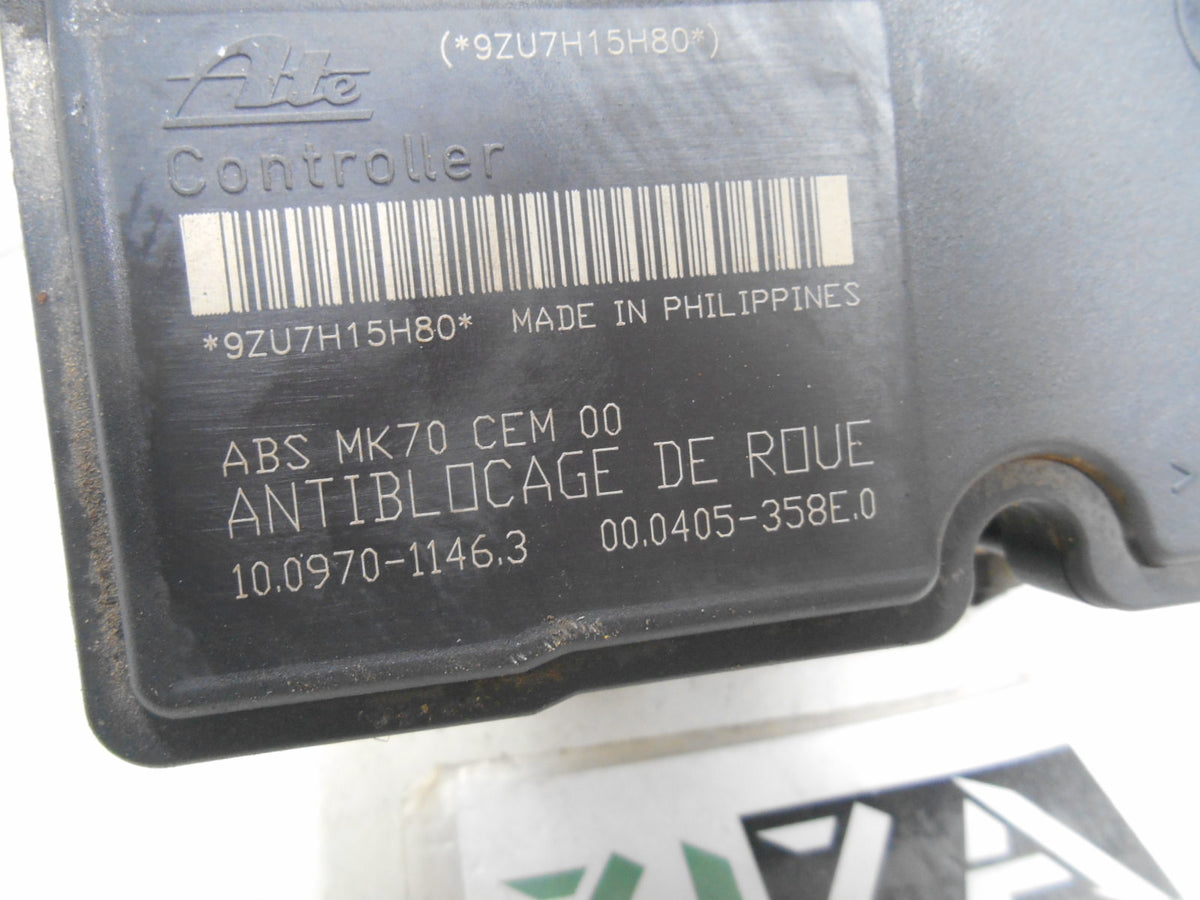 (*9ZU7H15H80*)
Ate
Controller
*9ZU7H15H80* MADE IN PHILIPPINES
ABS MK70 CEM 00
ANTIBLOCAGE DE ROUE
10.0970-1146.3 00.0405-358E.0